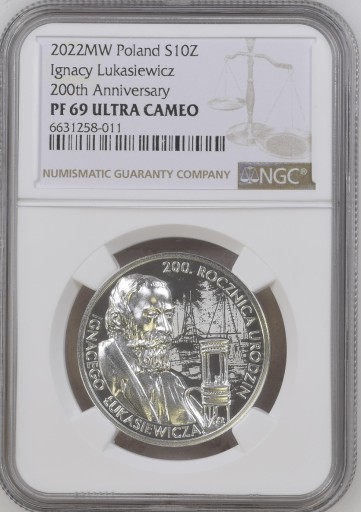 2022MW Poland S10Z
Ignacy Lukasiewicz
200th Anniversary
PF 69 ULTRA CAMEO
6631258-011
NUMISMATIC GUARANTY COMPANY
NGC®
200. ROCZNICA URODZIN
IGNACEGO ŁUKASIEWICZA